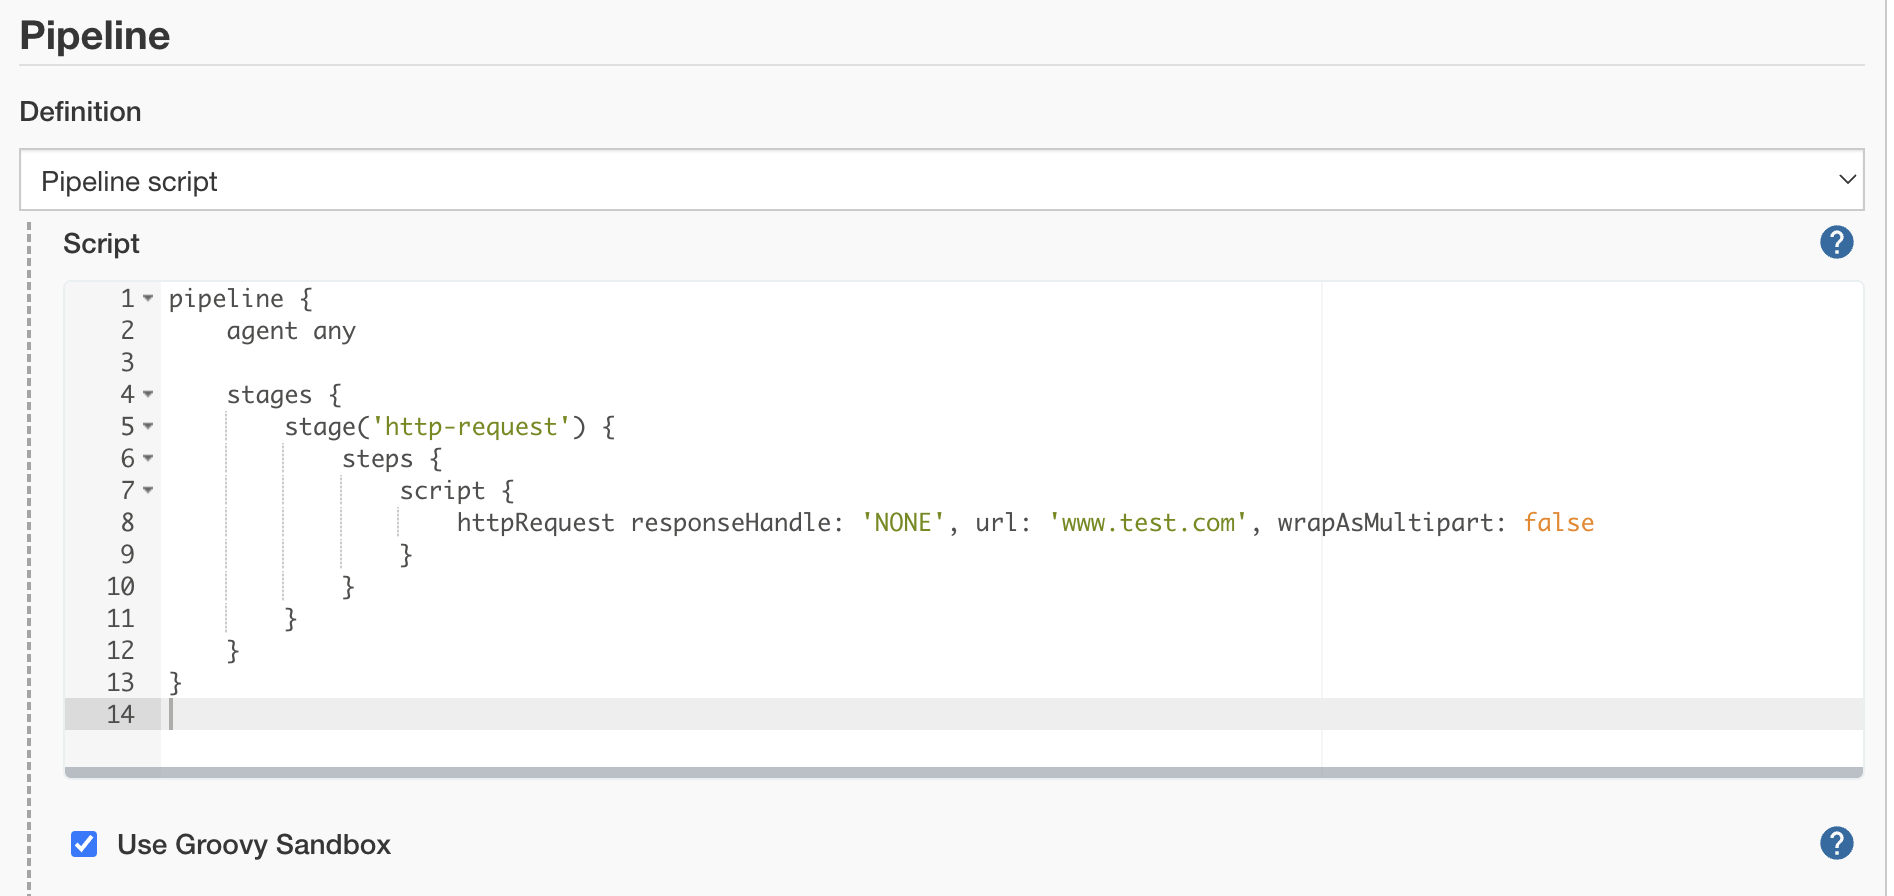 Pipeline
Definition
Pipeline script
Script
?
1 pipeline {
2     agent any
3
4     stages {
5         stage('http-request') {
6             steps {
7                 script {
8                     httpRequest responseHandle: 'NONE', url: 'www.test.com', wrapAsMultipart: false
9                 }
10             }
11         }
12     }
13 }
14
Use Groovy Sandbox
?